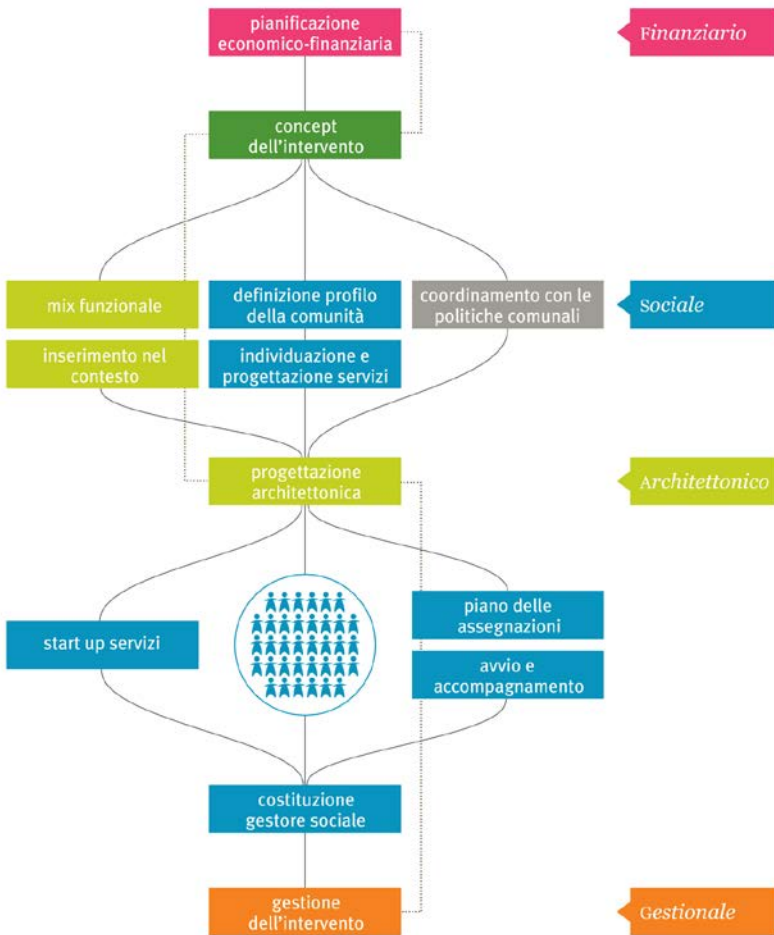 pianificazione
economico-finanziaria
Finanziario
concept
dell'intervento
mix funzionale
definizione profilo
della comunità
coordinamento con le
politiche comunali
Sociale
inserimento nel
contesto
individuazione e
progettazione servizi
progettazione
architettonica
Architettonico
start up servizi
piano delle
assegnazioni
avvio e
accompagnamento
costituzione
gestore sociale
gestione
dell'intervento
Gestionale